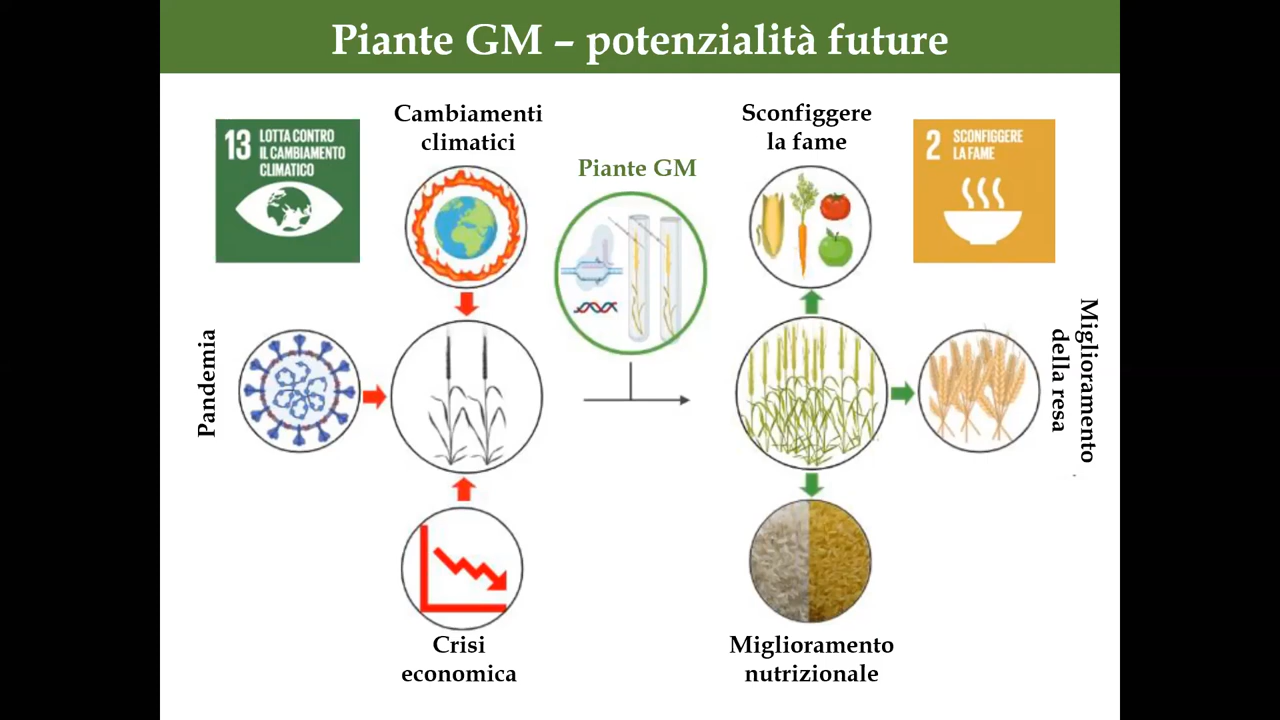 Piante GM – potenzialità future
13 LOTTA CONTRO
IL CAMBIAMENTO
CLIMATICO
Cambiamenti
climatici
Piante GM
Sconfiggere
la fame
2 SCONFIGGERE
LA FAME
Pandemia
Miglioramento
della resa
Crisi
economica
Miglioramento
nutrizionale